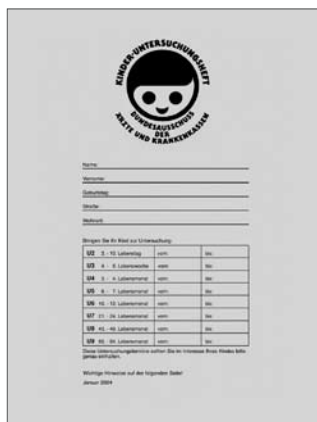 KINDER-UNTERSUCHUNGSHEFT
BUNDESAUSSCHUSS
DER
ÄRZTE UND KRANKENKASSEN
Name:
Vorname:
Geburtstag:
Straße:
Wohnort:
Bringen Sie Ihr Kind zur Untersuchung:
U2 3. - 10. Lebenstag vom: bis:
U3 4. - 6. Lebenswoche vom: bis:
U4 3. - 4. Lebensmonat vom: bis:
U5 6. - 7. Lebensmonat vom: bis:
U6 10. - 12. Lebensmonat vom: bis:
U7 21. - 24. Lebensmonat vom: bis:
U8 43. - 48. Lebensmonat vom: bis:
U9 60. - 64. Lebensmonat vom: bis:
Diese Untersuchungstermine sollten Sie im Interesse Ihres Kindes bitte
genau einhalten.
Wichtige Hinweise auf der folgenden Seite!
Januar 2004